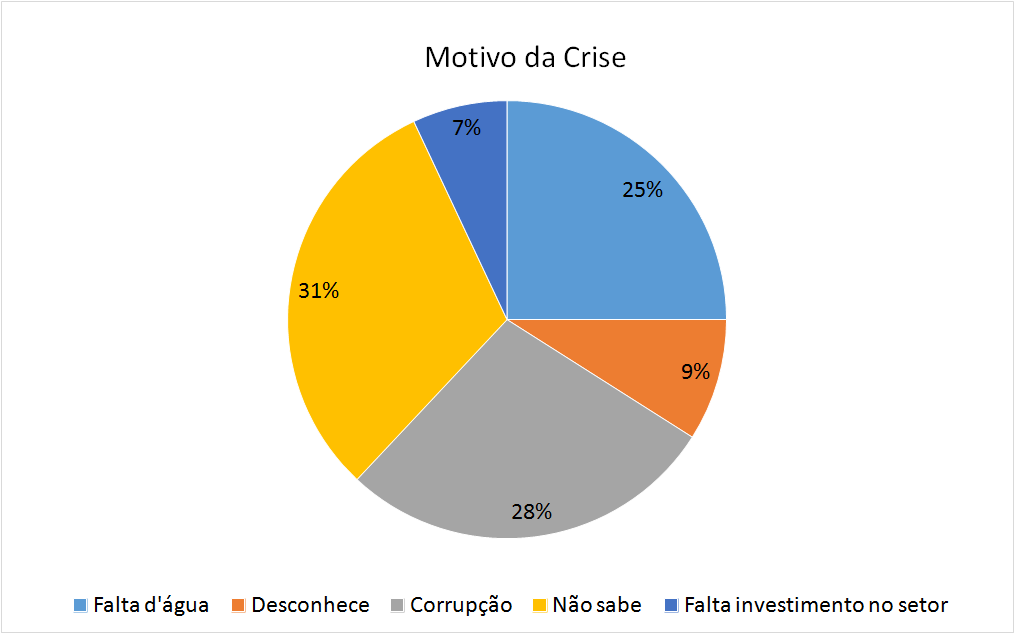 Motivo da Crise
7%
25%
31%
9%
28%
Falta d'água Desconhece Corrupção Não sabe Falta investimento no setor